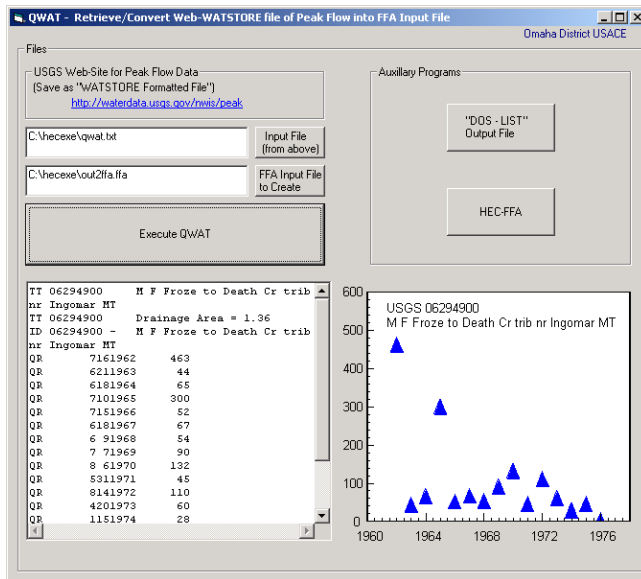 QWAT - Retrieve/Convert Web-WATSTORE file of Peak Flow into FFA Input File
Omaha District USACE
Files
USGS Web-Site for Peak Flow Data
(Save as "WATSTORE Formatted File")
http://waterdata.usgs.gov/nwis/peak
C:\hecexe\qwat.txt
Input File
(from above)
C:\hecexe\out2ffa.ffa
FFA Input File
to Create
Execute QWAT
Auxillary Programs
"DOS - LIST"
Output File
HEC-FFA
TT 06294900 M F Froze to Death Cr trib
nr Ingomar MT
TT 06294900 Drainage Area = 1.36
ID 06294900 - M F Froze to Death Cr trib
nr Ingomar MT
QR 7161962 463
QR 6211963 44
QR 6181964 65
QR 7101965 300
QR 7151966 52
QR 6181967 67
QR 6 91968 54
QR 7 71969 90
QR 8 61970 132
QR 5311971 45
QR 8141972 110
QR 4201973 60
QR 1151974 28
USGS 06294900
M F Froze to Death Cr trib nr Ingomar MT
600
500
400
300
200
100
0
1960 1964 1968 1972 1976